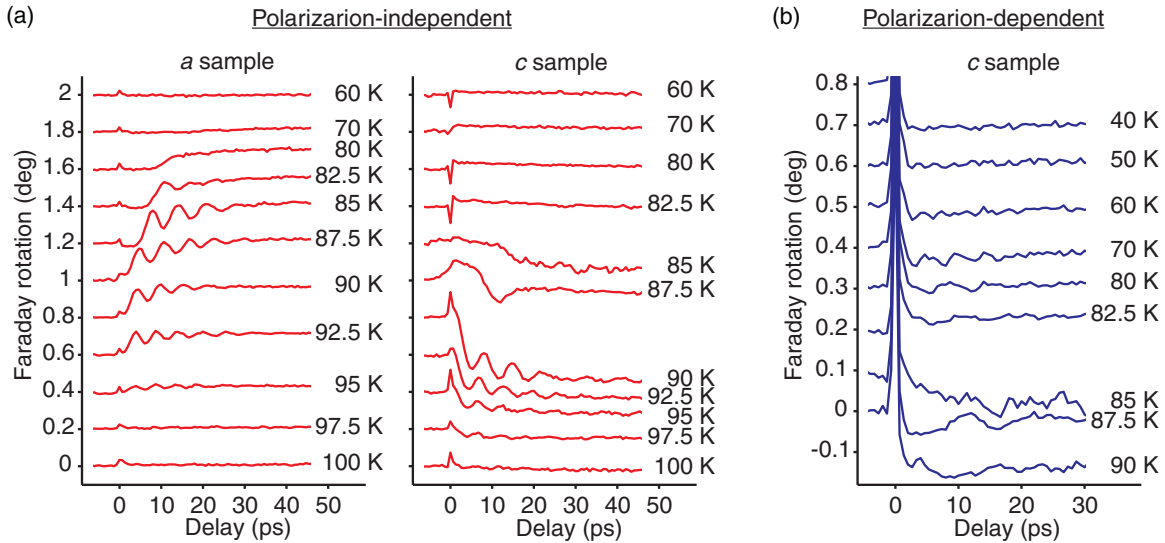 (a)
Polarizarion-independent
a sample
c sample
Faraday rotation (deg)
2
1.8
1.6
1.4
1.2
1
0.8
0.6
0.4
0.2
0
60 K
70 K
80 K
82.5 K
85 K
87.5 K
90 K
92.5 K
95 K
97.5 K
100 K
0 10 20 30 40 50
Delay (ps)
60 K
70 K
80 K
82.5 K
85 K
87.5 K
90 K
92.5 K
95 K
97.5 K
100 K
0 10 20 30 40 50
Delay (ps)
(b)
Polarizarion-dependent
c sample
Faraday rotation (deg)
0.8
0.7
0.6
0.5
0.4
0.3
0.2
0.1
0
-0.1
40 K
50 K
60 K
70 K
80 K
82.5 K
85 K
87.5 K
90 K
0 10 20 30
Delay (ps)